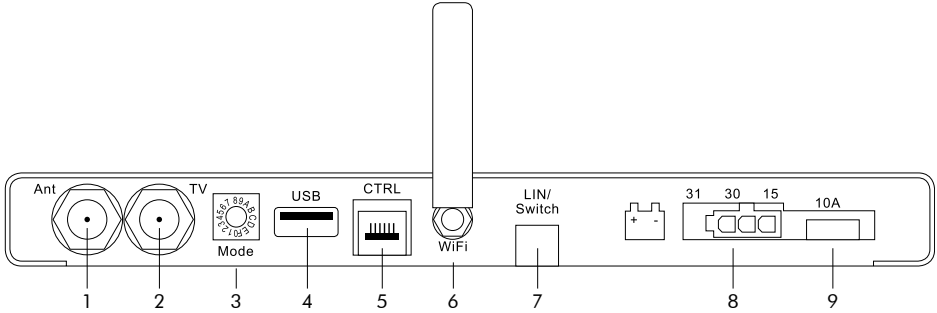 Ant
TV
0123456789ABCDEF
Mode
USB
CTRL
WiFi
LIN/
Switch
+ -
31 30 15
10A
1 2 3 4 5 6 7 8 9